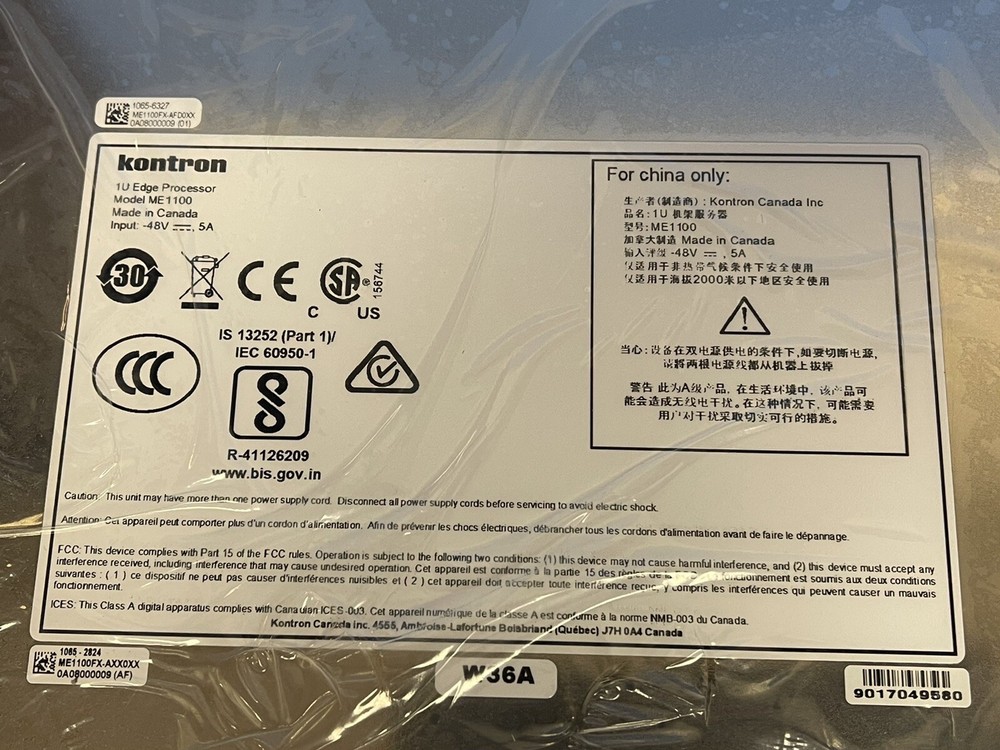 1065-6327
ME1100FX-AFD0XX
0A08000009 (01)
kontron
1U Edge Processor
Model ME1100
Made in Canada
Input: -48V ⎓, 5A
30
CE
SA
®
C US
156744
CCC
IS 13252 (Part 1)/
IEC 60950-1
R-41126209
www.bis.gov.in
For china only:
生产者(制造商) : Kontron Canada Inc
品名: 1U 机架服务器
型号: ME1100
加拿大制造 Made in Canada
输入评级 -48V ⎓ , 5A
仅适用于非热带气候条件下安全使用
仅适用于海拔2000米以下地区安全使用
当心: 设备在双电源供电的条件下,如要切断电源,
请将两根电源线都从机器上拔掉
警告 此为A级产品, 在生活环境中, 该产品可
能会造成无线电干扰。在这种情况下, 可能需要
用户对干扰采取切实可行的措施。
Caution: This unit may have more than one power supply cord. Disconnect all power supply cords before servicing to avoid electric shock.
Attention: Cet appareil peut comporter plus d'un cordon d'alimentation. Afin de prévenir les chocs électriques, débrancher tous les cordons d'alimentation avant de faire le dépannage.
FCC: This device complies with Part 15 of the FCC rules. Operation is subject to the following two conditions: (1) this device may not cause harmful interference, and (2) this device must accept any
interference received, including interference that may cause undesired operation. Cet appareil est conforme à la partie 15 des règles de la fonctionnement est soumis aux deux conditions
suivantes : ( 1 ) ce dispositif ne peut pas causer d'interférences nuisibles et ( 2 ) cet appareil doit accepter toute interférence reçue, y compris les interférences qui peuvent causer un mauvais
fonctionnement.
ICES: This Class A digital apparatus complies with Canadian ICES-003. Cet appareil numérique de la classe A est conforme à la norme NMB-003 du Canada.
Kontron Canada inc. 4555, Ambroise-Lafortune Boisbriand (Québec) J7H 0A4 Canada
1065 - 2824
ME1100FX-AXX0XX
0A08000009 (AF)
W36A
9017049580